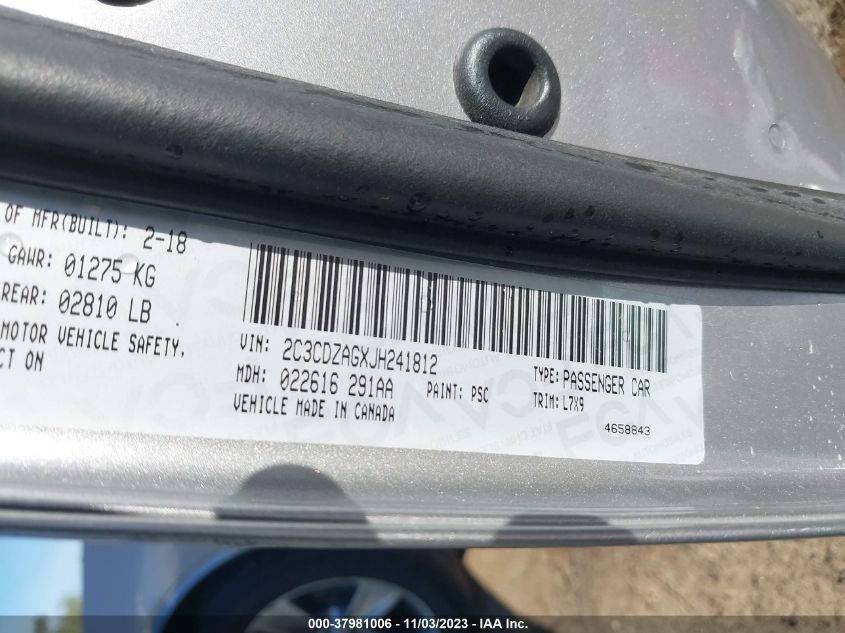 OF MFR(BUILT): 2-18
GAWR: 01275 KG
REAR: 02810 LB
MOTOR VEHICLE SAFETY,
CT ON
VIN: 2C3CDZAGXJH241812
MDH: 022616 291AA
PAINT: PSC
VEHICLE MADE IN CANADA
TYPE: PASSENGER CAR
TRIM: L7X9
4658843
000-37981006 - 11/03/2023 - IAA Inc.